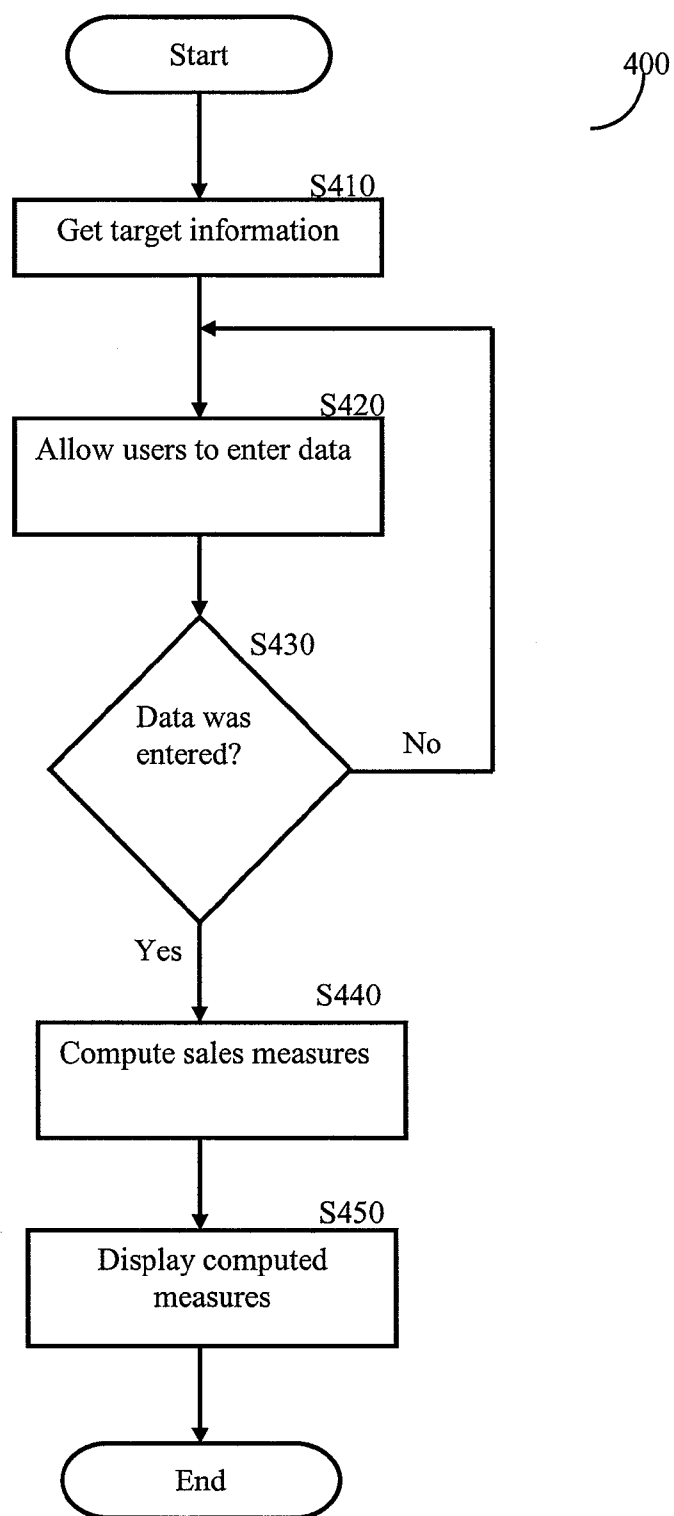 Start
400
S410
Get target information
S420
Allow users to enter data
S430
Data was
entered?
No
Yes
S440
Compute sales measures
S450
Display computed
measures
End